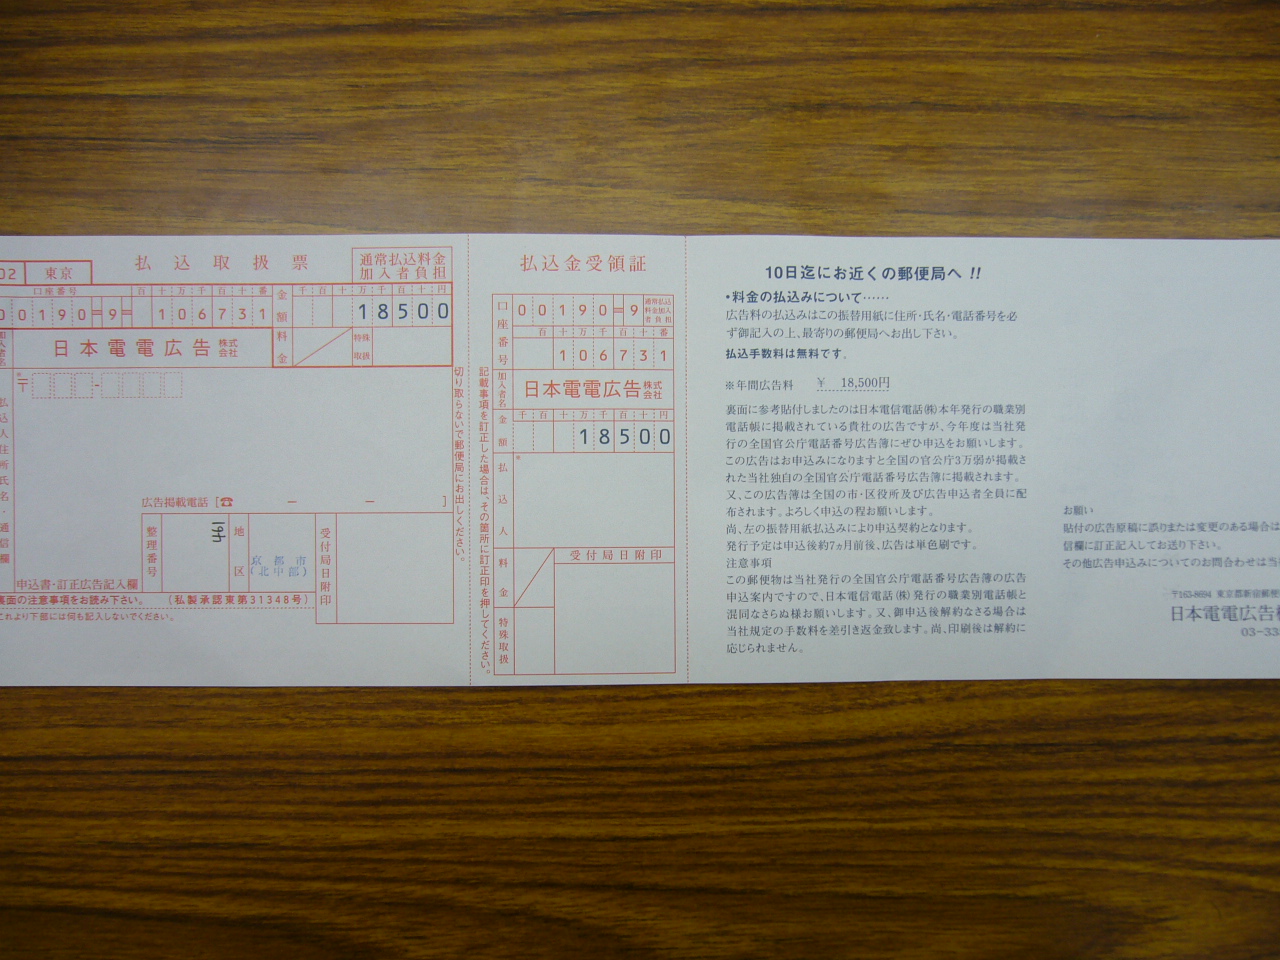 02 東京
払込取扱票
通常払込料金
加入者負担
口座番号 百十万千百十番
00190=9=106731
金額 千百十万千百十円
18500
加入者名 日本電電広告 株式会社
料金 特殊取扱
※
〒 -
払込人住所氏名・通信欄
広告掲載電話 [☎ － － ]
整理番号
194
地区
京都市
(北中部)
受付局日附印
申込書・訂正広告記入欄
裏面の注意事項をお読み下さい。 (私製承認東第31348号)
これより下部には何も記入しないでください。
切り取らないで郵便局にお出しください。
記載事項を訂正した場合は、その箇所に訂正印を押してください。
払込金受領証
口座番号 00190=9
通常払込
料金加入
者負担
百十万千百十番
106731
加入者名 日本電電広告 株式会社
金額 千百十万千百十円
18500
※
払込人
料金
受付局日附印
特殊取扱
10日迄にお近くの郵便局へ !!
・料金の払込みについて……
広告料の払込みはこの振替用紙に住所・氏名・電話番号を必
ず御記入の上、最寄りの郵便局へお出し下さい。
払込手数料は無料です。
※年間広告料 ¥ 18,500円
裏面に参考貼付しましたのは日本電信電話㈱本年発行の職業別
電話帳に掲載されている貴社の広告ですが、今年度は当社発
行の全国官公庁電話番号広告簿にぜひ申込をお願いします。
この広告はお申込みになりますと全国の官公庁3万弱が掲載さ
れた当社独自の全国官公庁電話番号広告簿に掲載されます。
又、この広告簿は全国の市・区役所及び広告申込者全員に配
布されます。よろしく申込の程お願いします。
尚、左の振替用紙払込みにより申込契約となります。
発行予定は申込後約7ヵ月前後、広告は単色刷です。
注意事項
この郵便物は当社発行の全国官公庁電話番号広告簿の広告
申込案内ですので、日本電信電話㈱発行の職業別電話帳と
混同なさらぬ様お願いします。又、御申込後解約なさる場合は
当社規定の手数料を差引き返金致します。尚、印刷後は解約に
応じられません。
お願い
貼付の広告原稿に誤りまたは変更のある場合は
信欄に訂正記入してお送り下さい。
その他広告申込みについてのお問合わせは当
〒163-8694 東京都新宿郵便
日本電電広告
03-33